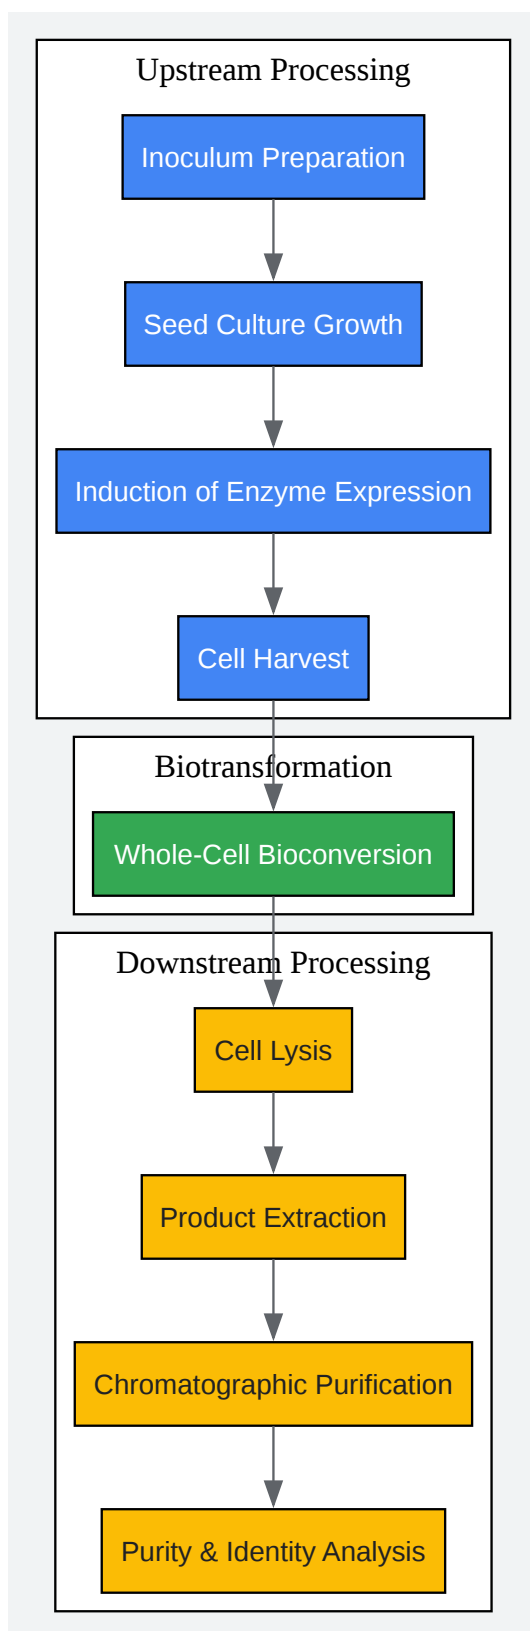 Upstream Processing
Inoculum Preparation
Seed Culture Growth
Induction of Enzyme Expression
Cell Harvest
Biotransformation
Whole-Cell Bioconversion
Downstream Processing
Cell Lysis
Product Extraction
Chromatographic Purification
Purity & Identity Analysis